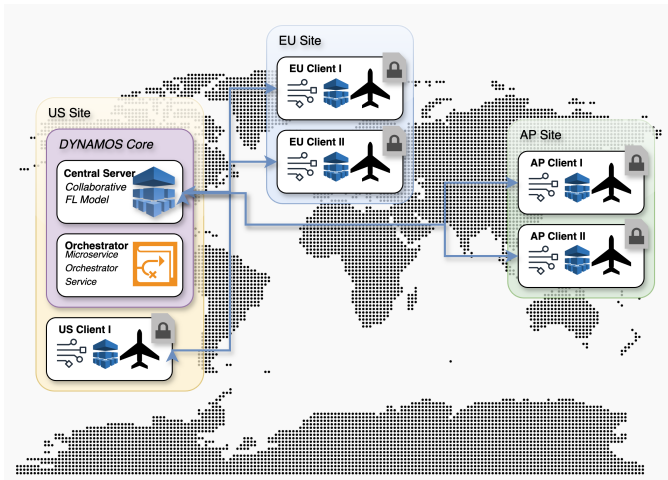 EU Site
EU Client I
EU Client II
US Site
DYNAMOS Core
Central Server
Collaborative
FL Model
Orchestrator
Microservice
Orchestrator
Service
US Client I
AP Site
AP Client I
AP Client II